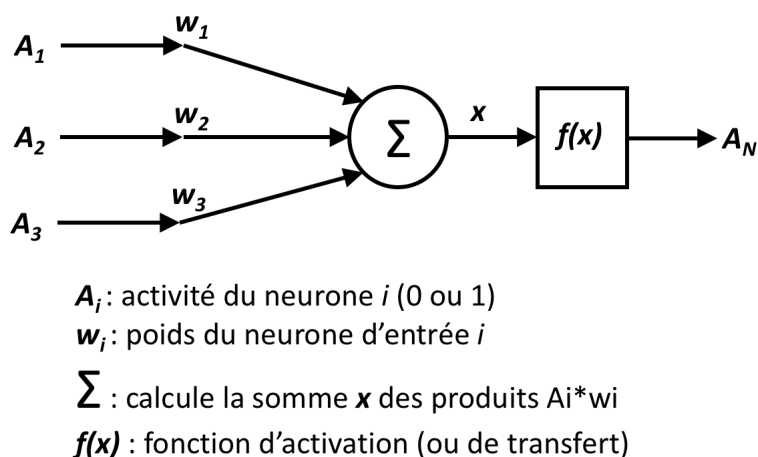 w1
A1
w2
x
A2
Σ
f(x)
AN
w3
A3
Ai : activité du neurone i (0 ou 1)
wi : poids du neurone d’entrée i
Σ : calcule la somme x des produits Ai*wi
f(x) : fonction d’activation (ou de transfert)